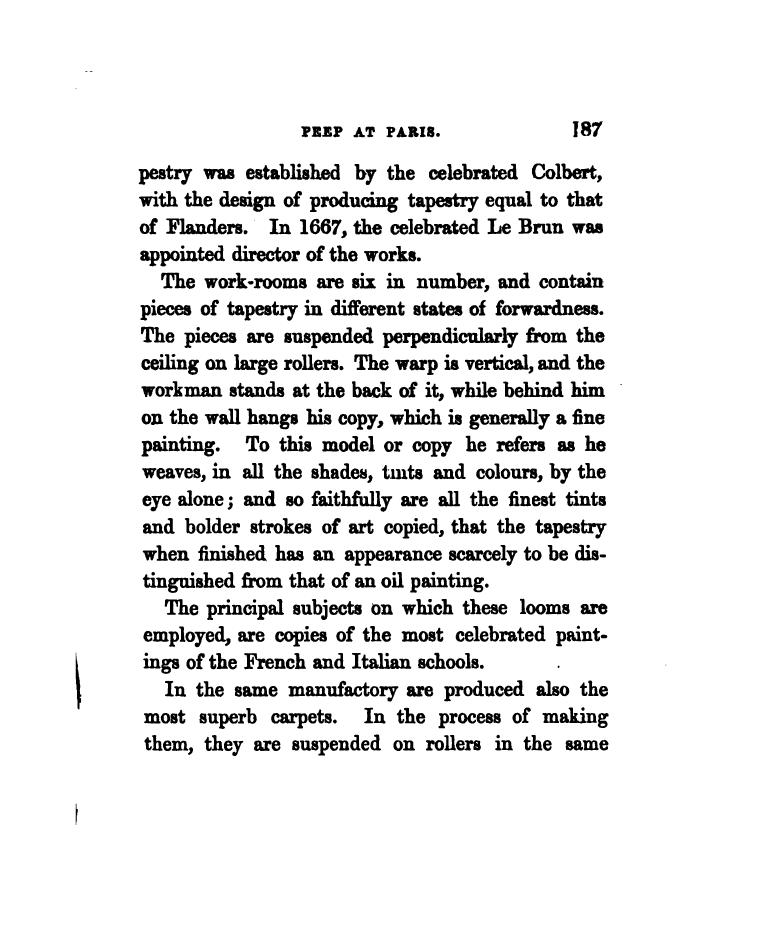 PEEP AT PARIS. 187
pestry was established by the celebrated Colbert,
with the design of producing tapestry equal to that
of Flanders. In 1667, the celebrated Le Brun was
appointed director of the works.
The work-rooms are six in number, and contain
pieces of tapestry in different states of forwardness.
The pieces are suspended perpendicularly from the
ceiling on large rollers. The warp is vertical, and the
workman stands at the back of it, while behind him
on the wall hangs his copy, which is generally a fine
painting. To this model or copy he refers as he
weaves, in all the shades, tints and colours, by the
eye alone; and so faithfully are all the finest tints
and bolder strokes of art copied, that the tapestry
when finished has an appearance scarcely to be dis-
tinguished from that of an oil painting.
The principal subjects on which these looms are
employed, are copies of the most celebrated paint-
ings of the French and Italian schools.
In the same manufactory are produced also the
most superb carpets. In the process of making
them, they are suspended on rollers in the same